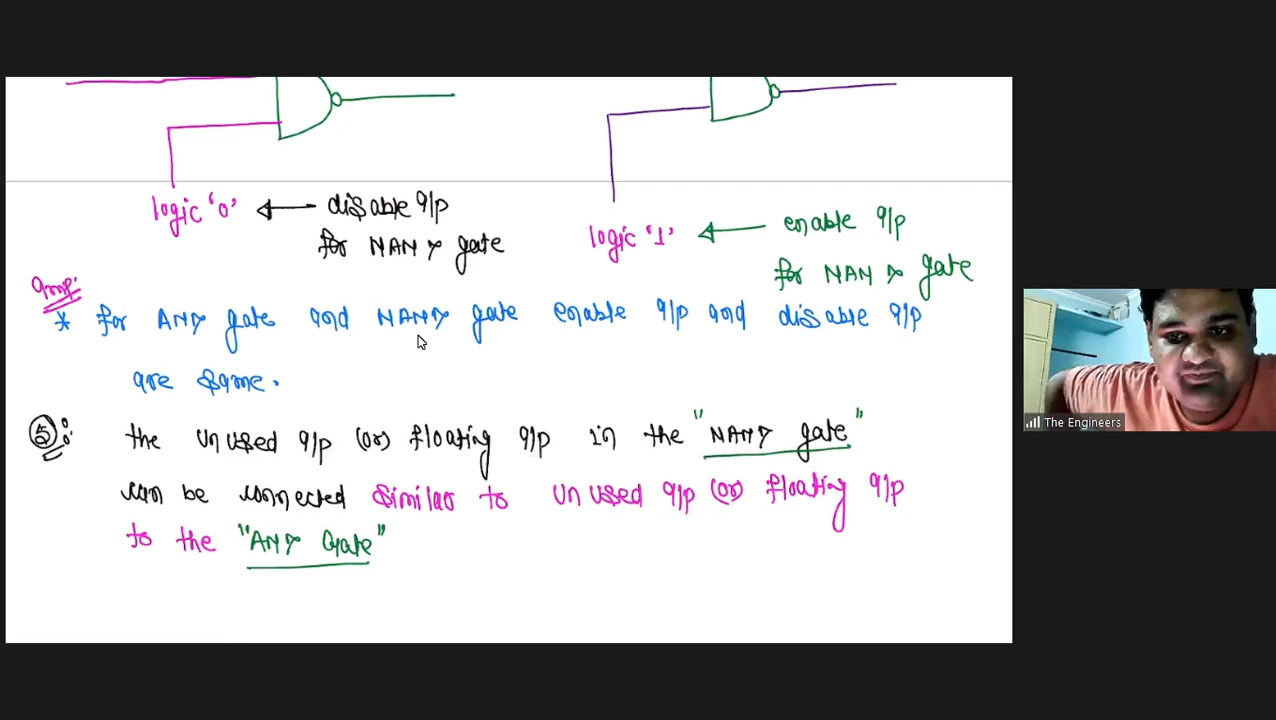 logic '0' ← disable i/p
for NAND gate
logic '1' ← enable i/p
for NAND gate
imp:
* for AND gate and NAND gate enable i/p and disable i/p
are same.
⑤: the unused i/p (or) floating i/p in the "NAND gate"
can be connected similar to unused i/p (or) floating i/p
to the "AND Gate"
The Engineers